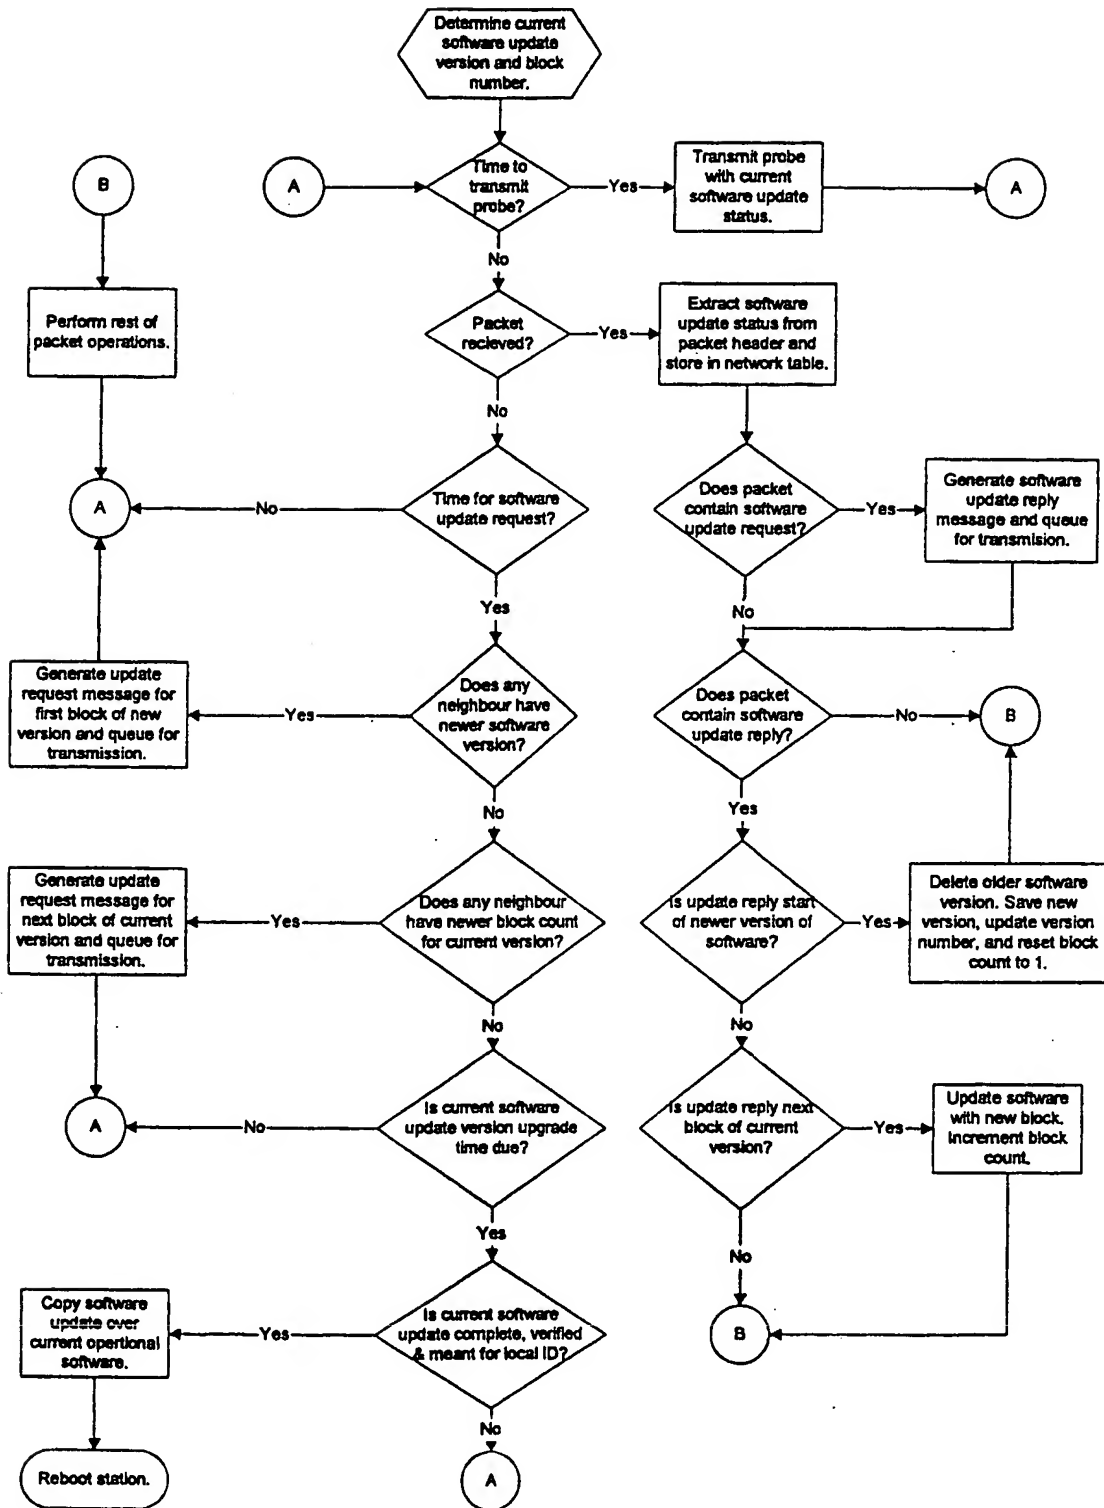 Determine current
software update
version and block
number.
B
A
Time to
transmit
probe?
Yes
Transmit probe
with current
software update
status.
A
No
Perform rest of
packet operations.
Packet
recieved?
Yes
Extract software
update status from
packet header and
store in network table.
No
A
No
Time for software
update request?
Does packet
contain software
update request?
Yes
Generate software
update reply
message and queue
for transmision.
Yes
No
Generate update
request message for
first block of new
version and queue for
transmission.
Yes
Does any
neighbour have
newer software
version?
Does packet
contain software
update reply?
No
B
No
Yes
Generate update
request message for
next block of current
version and queue for
transmission.
Yes
Does any neighbour
have newer block count
for current version?
Is update reply start
of newer version of
software?
Yes
Delete older software
version. Save new
version, update version
number, and reset block
count to 1.
No
No
A
No
Is current software
update version upgrade
time due?
Is update reply next
block of current
version?
Yes
Update software
with new block.
Increment block
count.
Yes
No
Copy software
update over
current opertional
software.
Yes
Is current software
update complete, verified
& meant for local ID?
B
No
Reboot station.
A